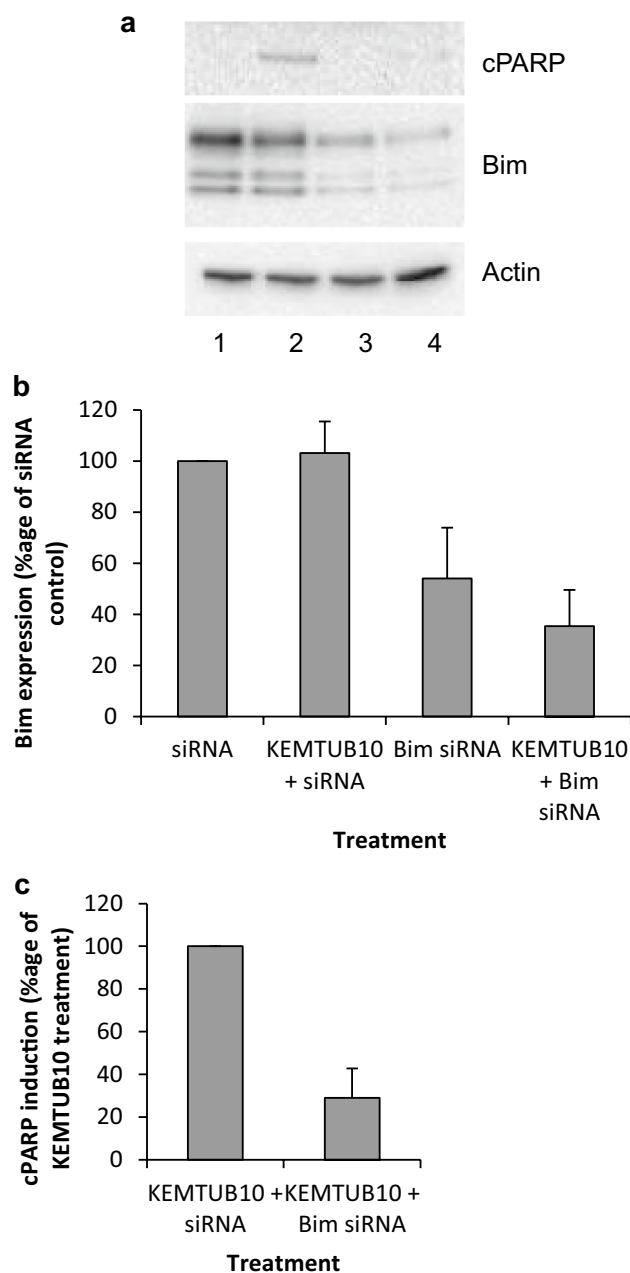 a
cPARP
Bim
Actin
1 2 3 4
b
Bim expression (%age of siRNA
control)
120
100
80
60
40
20
0
siRNA KEMTUB10 Bim siRNA KEMTUB10
+ siRNA + Bim
siRNA
Treatment
c
cPARP induction (%age of
KEMTUB10 treatment)
120
100
80
60
40
20
0
KEMTUB10 +KEMTUB10 +
siRNA Bim siRNA
Treatment